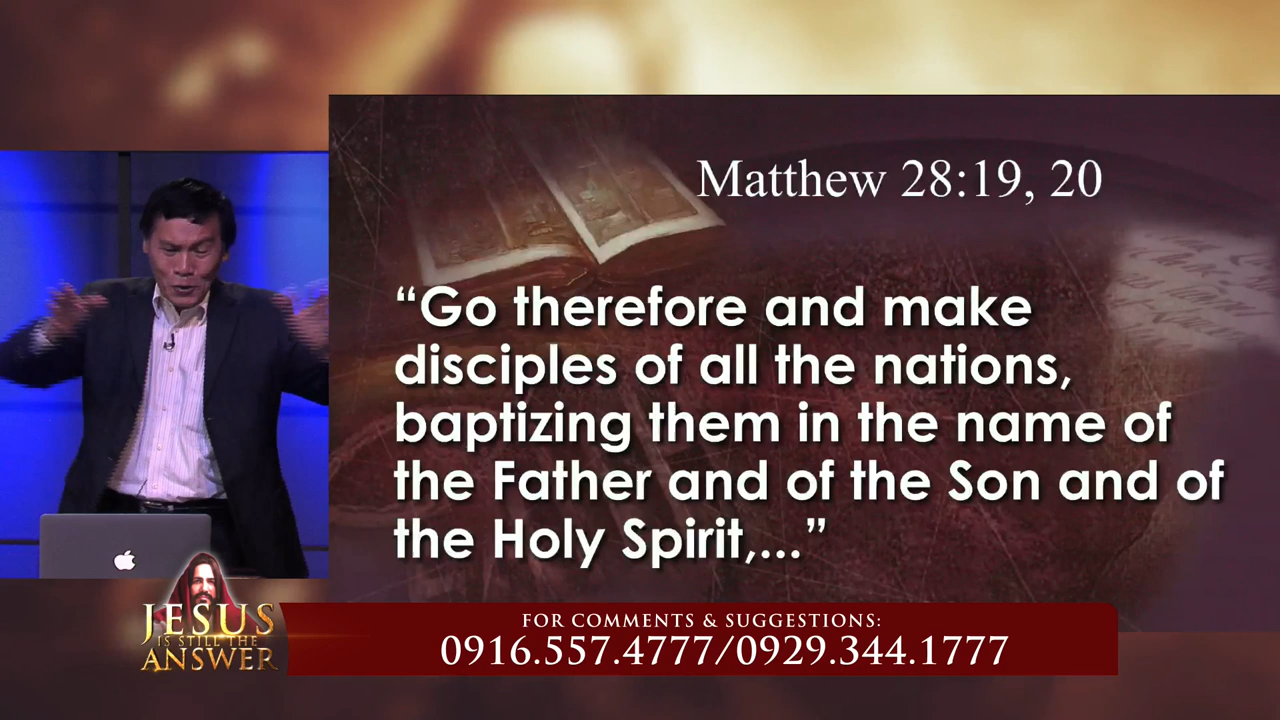 Matthew 28:19, 20
“Go therefore and make
disciples of all the nations,
baptizing them in the name of
the Father and of the Son and of
the Holy Spirit,...”
JESUS
IS STILL THE
ANSWER
FOR COMMENTS & SUGGESTIONS:
0916.557.4777/0929.344.1777